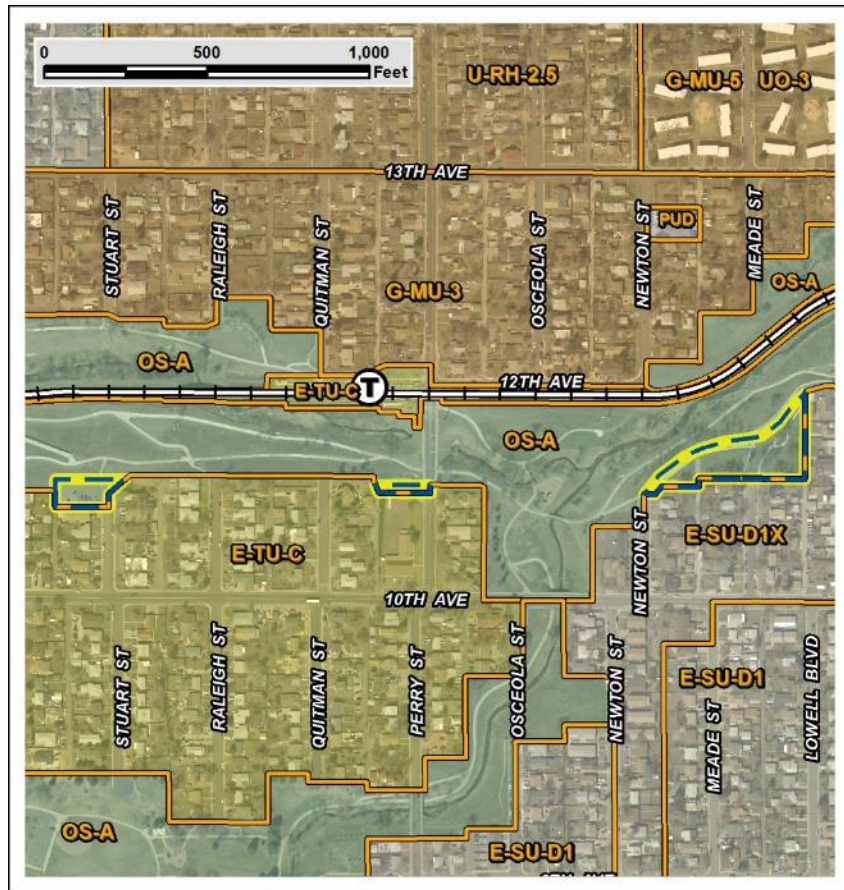 0 500 1,000
Feet
U-RH-2.5
G-MU-5 UO-3
13TH AVE
STUART ST
RALEIGH ST
QUITMAN ST
OSCEOLA ST
NEWTON ST
PUD
MEADE ST
G-MU-3
OS-A
OS-A
T
E-TU-C
12TH AVE
OS-A
E-TU-C
NEWTON ST
E-SU-D1X
10TH AVE
STUART ST
RALEIGH ST
QUITMAN ST
PERRY ST
OSCEOLA ST
NEWTON ST
E-SU-D1
MEADE ST
LOWELL BLVD
OS-A
E-SU-D1